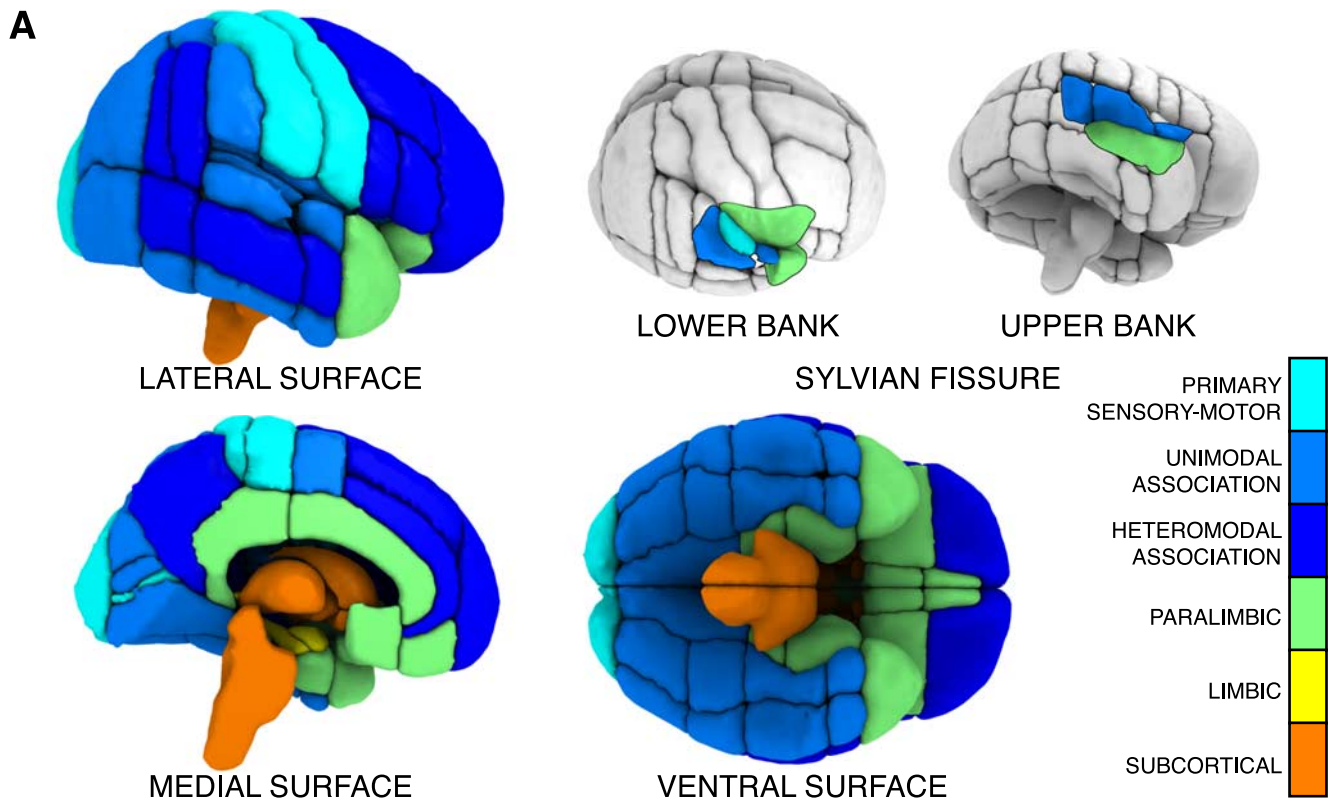 A
LATERAL SURFACE
LOWER BANK
UPPER BANK
SYLVIAN FISSURE
MEDIAL SURFACE
VENTRAL SURFACE
PRIMARY
SENSORY-MOTOR
UNIMODAL
ASSOCIATION
HETEROMODAL
ASSOCIATION
PARALIMBIC
LIMBIC
SUBCORTICAL